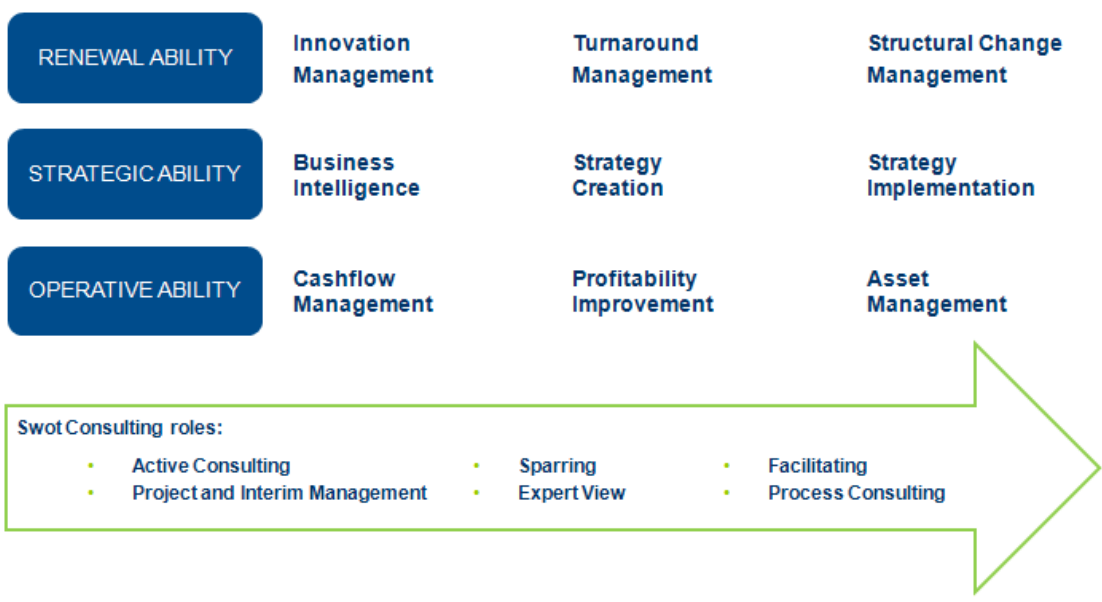 RENEWAL ABILITY
Innovation
Management
Turnaround
Management
Structural Change
Management
STRATEGIC ABILITY
Business
Intelligence
Strategy
Creation
Strategy
Implementation
OPERATIVE ABILITY
Cashflow
Management
Profitability
Improvement
Asset
Management
Swot Consulting roles:
• Active Consulting
• Project and Interim Management
• Sparring
• Expert View
• Facilitating
• Process Consulting